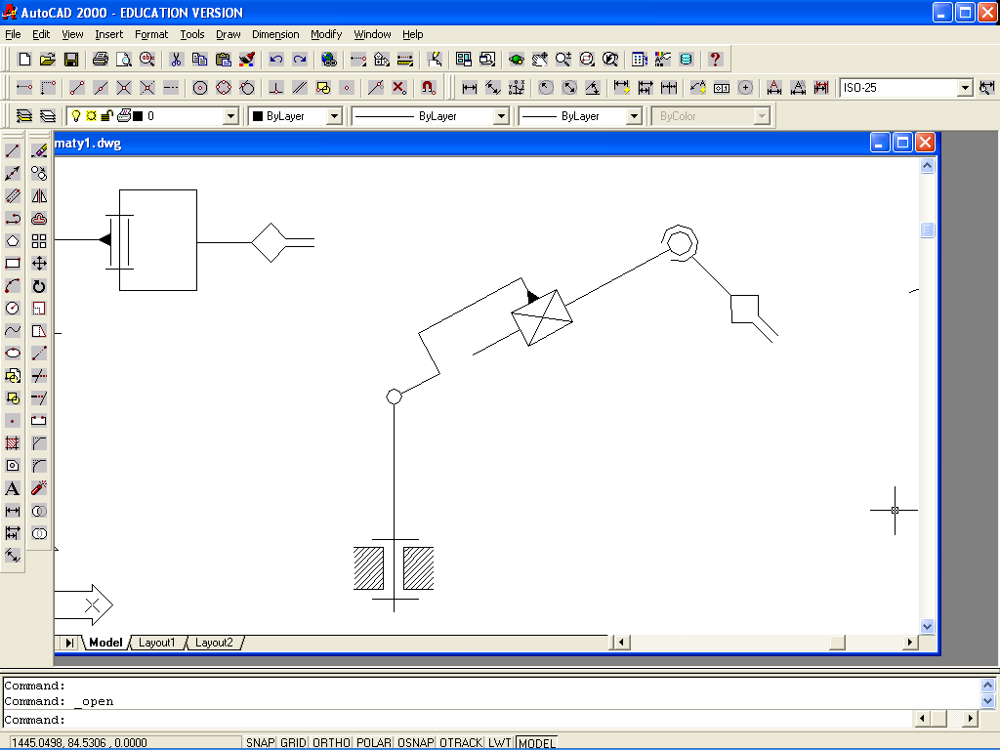 AutoCAD 2000 - EDUCATION VERSION
File Edit View Insert Format Tools Draw Dimension Modify Window Help
ISO-25
0 ByLayer ByLayer ByLayer ByColor
maty1.dwg
A
Model Layout1 Layout2
Command:
Command: _open
Command:
1445.0498, 84.5306 , 0.0000 SNAP GRID ORTHO POLAR OSNAP OTRACK LWT MODEL